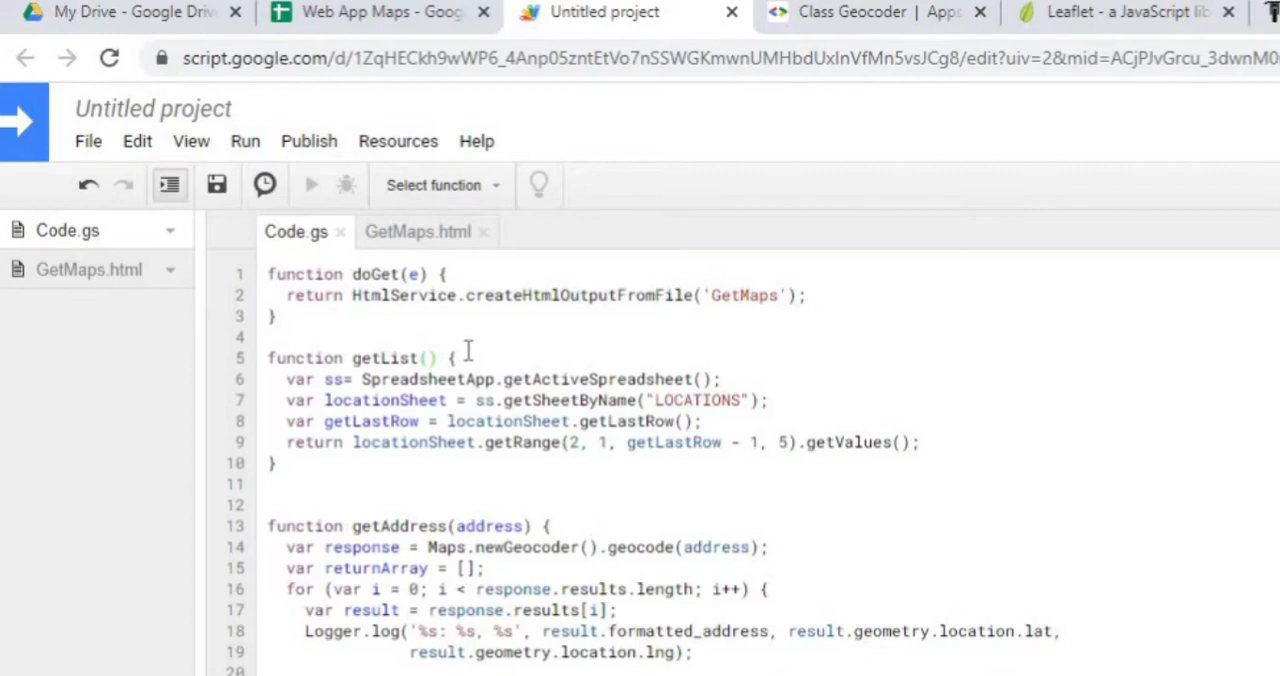 My Drive - Google Driv
Web App Maps - Goog
Untitled project
Class Geocoder | Apps
Leaflet - a JavaScript lib
script.google.com/d/1ZqHECkh9wWP6_4Anp05zntEtVo7nSSWGKmwnUMHbdUxInVfMn5vsJCg8/edit?uiv=2&mid=ACjPJvGrcu_3dwnM0
Untitled project
File Edit View Run Publish Resources Help
Select function
Code.gs
GetMaps.html
Code.gs GetMaps.html
1 function doGet(e) {
2 return HtmlService.createHtmlOutputFromFile('GetMaps');
3 }
4
5 function getList() {
6 var ss= SpreadsheetApp.getActiveSpreadsheet();
7 var locationSheet = ss.getSheetByName("LOCATIONS");
8 var getLastRow = locationSheet.getLastRow();
9 return locationSheet.getRange(2, 1, getLastRow - 1, 5).getValues();
10 }
11
12
13 function getAddress(address) {
14 var response = Maps.newGeocoder().geocode(address);
15 var returnArray = [];
16 for (var i = 0; i < response.results.length; i++) {
17 var result = response.results[i];
18 Logger.log('%s: %s, %s', result.formatted_address, result.geometry.location.lat,
19 result.geometry.location.lng);
20